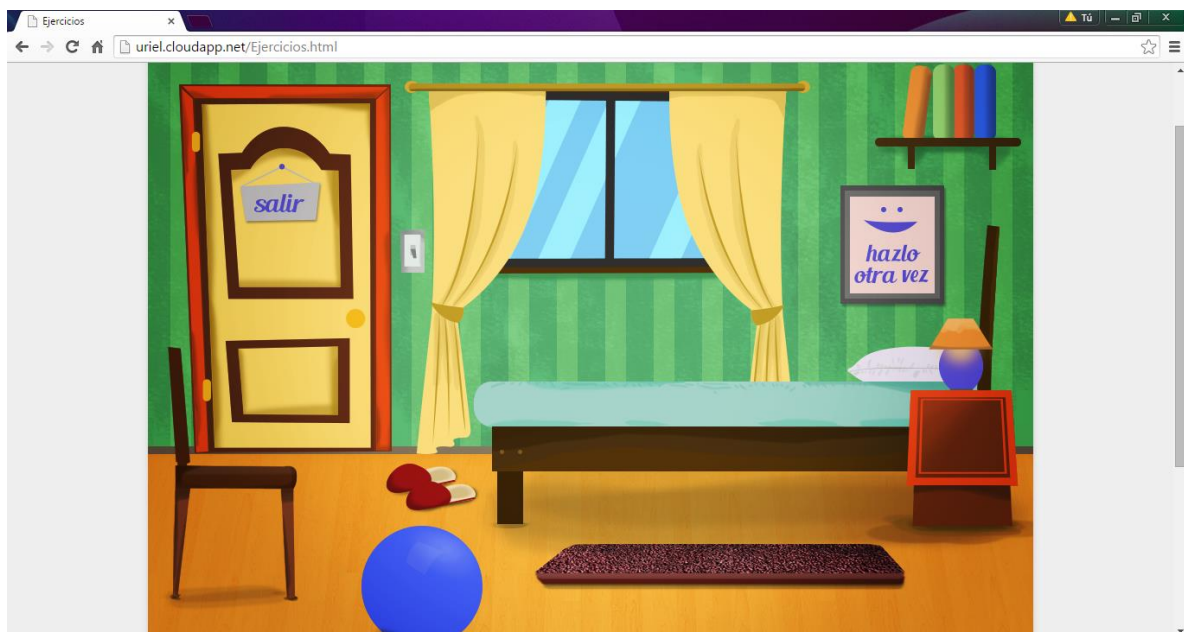 Ejercicios
Tú
uriel.cloudapp.net/Ejercicios.html
salir
hazlo
otra vez